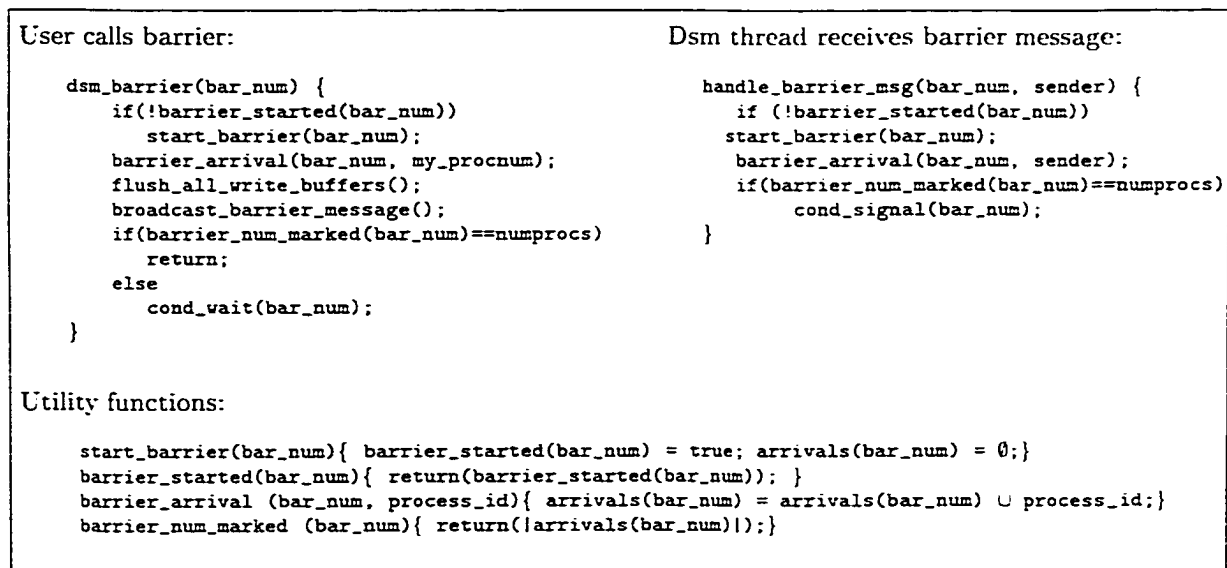 User calls barrier:
dsm_barrier(bar_num) {
if(!barrier_started(bar_num))
start_barrier(bar_num);
barrier_arrival(bar_num, my_procnum);
flush_all_write_buffers();
broadcast_barrier_message();
if(barrier_num_marked(bar_num)==numprocs)
return;
else
cond_wait(bar_num);
}
Dsm thread receives barrier message:
handle_barrier_msg(bar_num, sender) {
if (!barrier_started(bar_num))
start_barrier(bar_num);
barrier_arrival(bar_num, sender);
if(barrier_num_marked(bar_num)==numprocs)
cond_signal(bar_num);
}
Utility functions:
start_barrier(bar_num){ barrier_started(bar_num) = true; arrivals(bar_num) = ∅;}
barrier_started(bar_num){ return(barrier_started(bar_num)); }
barrier_arrival (bar_num, process_id){ arrivals(bar_num) = arrivals(bar_num) ∪ process_id;}
barrier_num_marked (bar_num){ return(|arrivals(bar_num)|);}